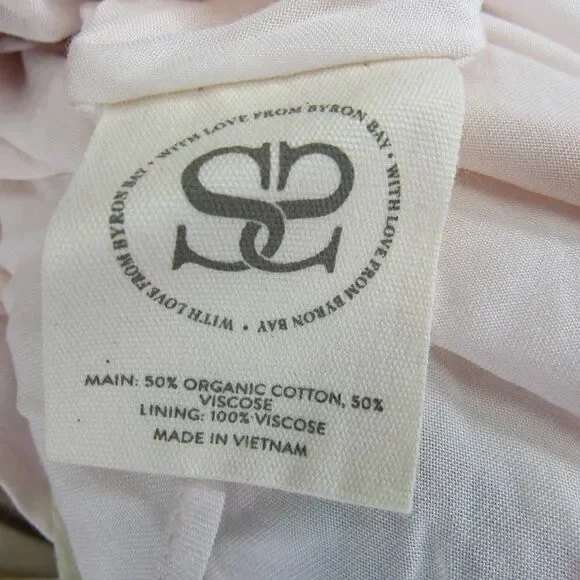 • WITH LOVE FROM BYRON BAY • WITH LOVE FROM BYRON BAY • WITH LOVE FROM BYRON BAY
MAIN: 50% ORGANIC COTTON, 50%
VISCOSE
LINING: 100% VISCOSE
MADE IN VIETNAM